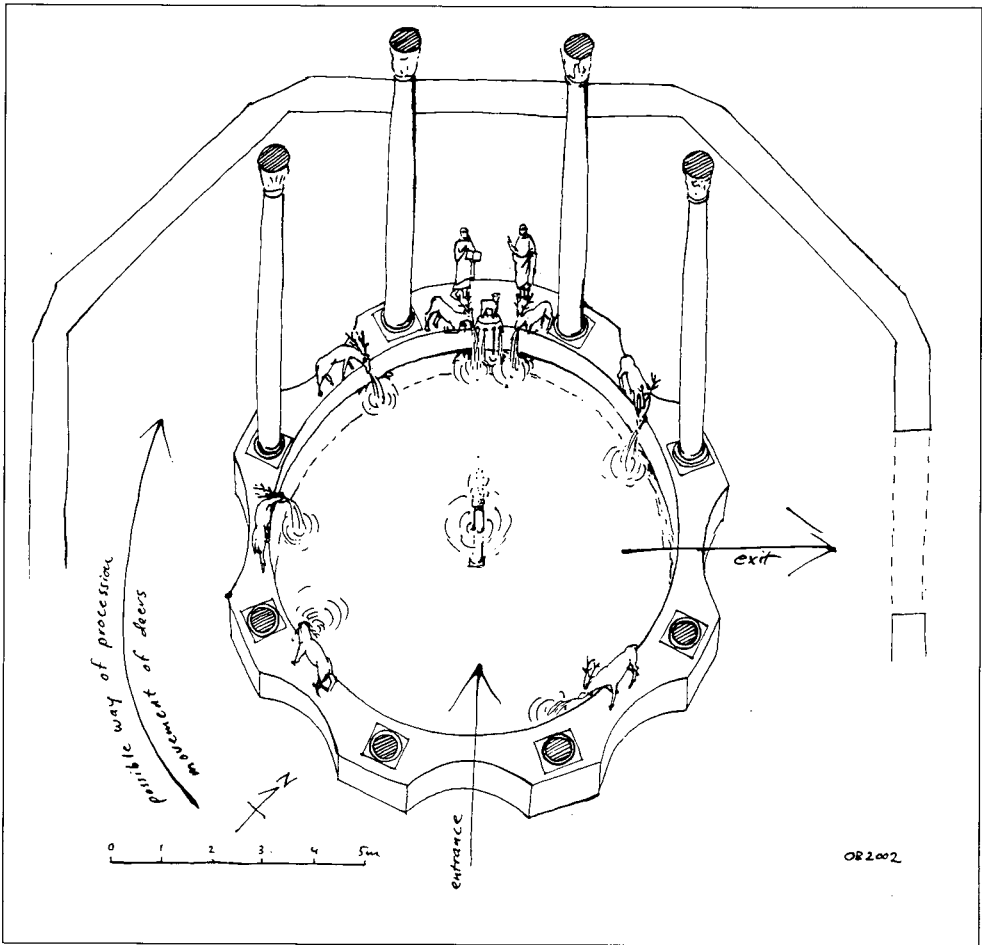 exit
possible way of procession
movement of deers
N
entrance
0 1 2 3. 4 5m
OB2002